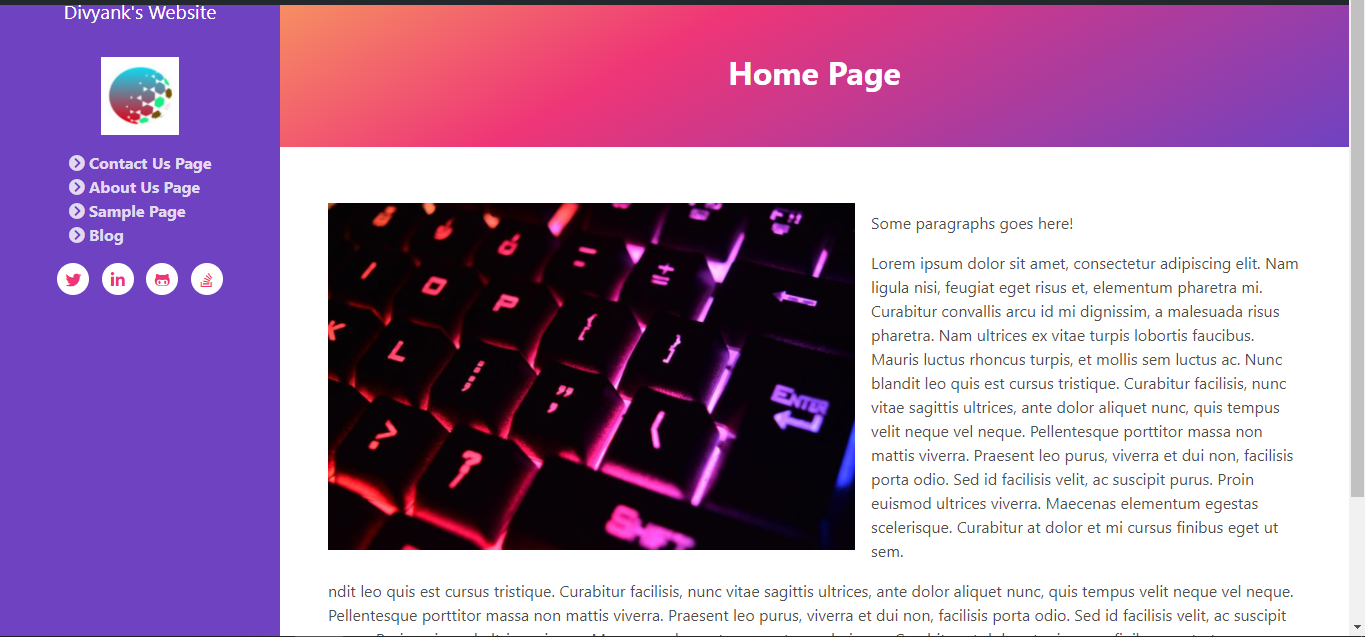 Divyank's Website
Contact Us Page
About Us Page
Sample Page
Blog
Home Page
P
L
?
ENTER
SHIFT
Some paragraphs goes here!
Lorem ipsum dolor sit amet, consectetur adipiscing elit. Nam
ligula nisi, feugiat eget risus et, elementum pharetra mi.
Curabitur convallis arcu id mi dignissim, a malesuada risus
pharetra. Nam ultrices ex vitae turpis lobortis faucibus.
Mauris luctus rhoncus turpis, et mollis sem luctus ac. Nunc
blandit leo quis est cursus tristique. Curabitur facilisis, nunc
vitae sagittis ultrices, ante dolor aliquet nunc, quis tempus
velit neque vel neque. Pellentesque porttitor massa non
mattis viverra. Praesent leo purus, viverra et dui non, facilisis
porta odio. Sed id facilisis velit, ac suscipit purus. Proin
euismod ultrices viverra. Maecenas elementum egestas
scelerisque. Curabitur at dolor et mi cursus finibus eget ut
sem.
ndit leo quis est cursus tristique. Curabitur facilisis, nunc vitae sagittis ultrices, ante dolor aliquet nunc, quis tempus velit neque vel neque.
Pellentesque porttitor massa non mattis viverra. Praesent leo purus, viverra et dui non, facilisis porta odio. Sed id facilisis velit, ac suscipit